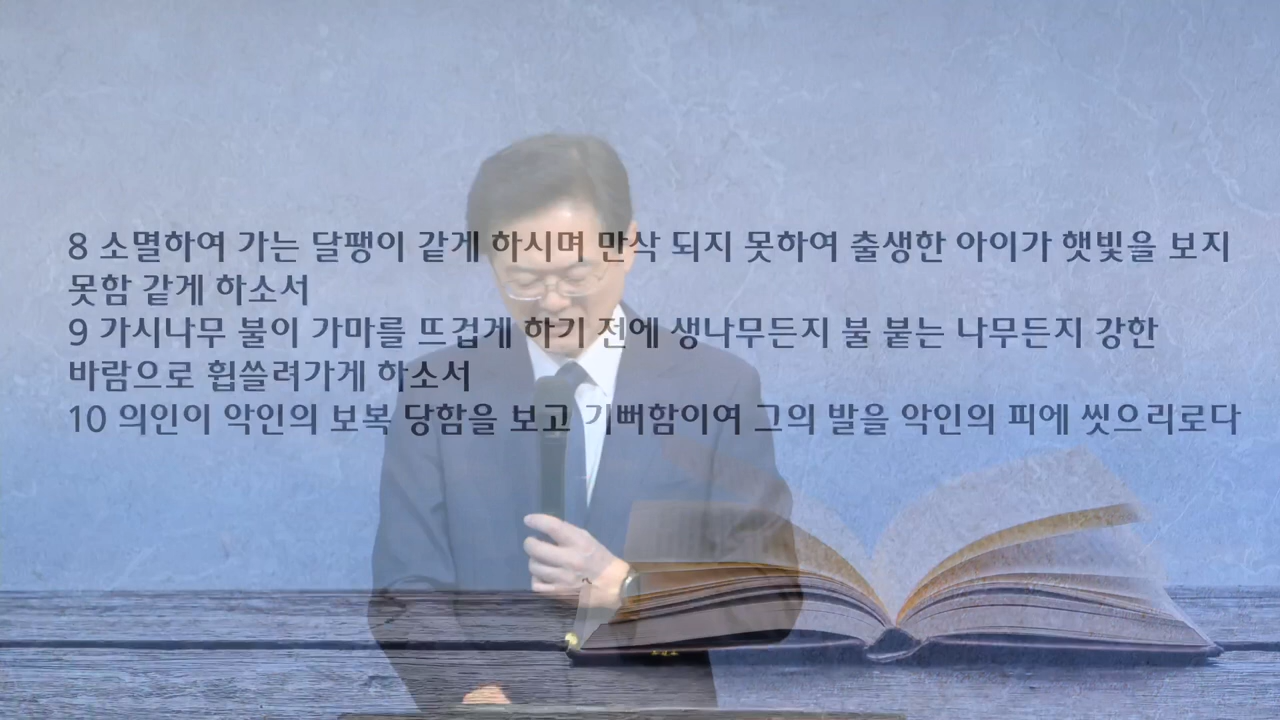 8 소멸하여 가는 달팽이 같게 하시며 만삭 되지 못하여 출생한 아이가 햇빛을 보지
못함 같게 하소서
9 가시나무 불이 가마를 뜨겁게 하기 전에 생나무든지 불 붙는 나무든지 강한
바람으로 휩쓸려가게 하소서
10 의인이 악인의 보복 당함을 보고 기뻐함이여 그의 발을 악인의 피에 씻으리로다